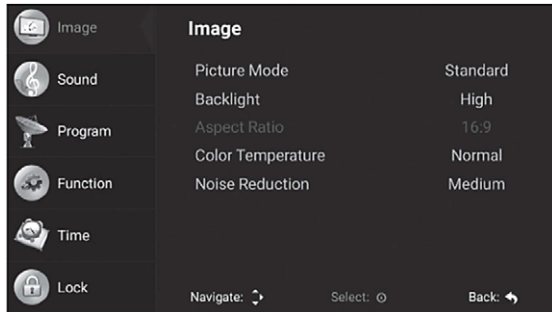 Image
Sound
Program
Function
Time
Lock
Image
Picture Mode Standard
Backlight High
Aspect Ratio 16:9
Color Temperature Normal
Noise Reduction Medium
Navigate: Select: Back: